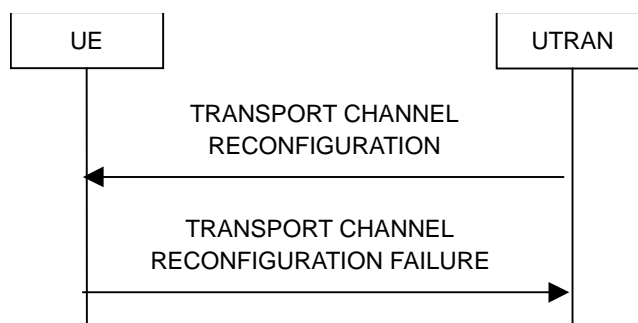 UE
UTRAN
TRANSPORT CHANNEL
RECONFIGURATION
TRANSPORT CHANNEL
RECONFIGURATION FAILURE